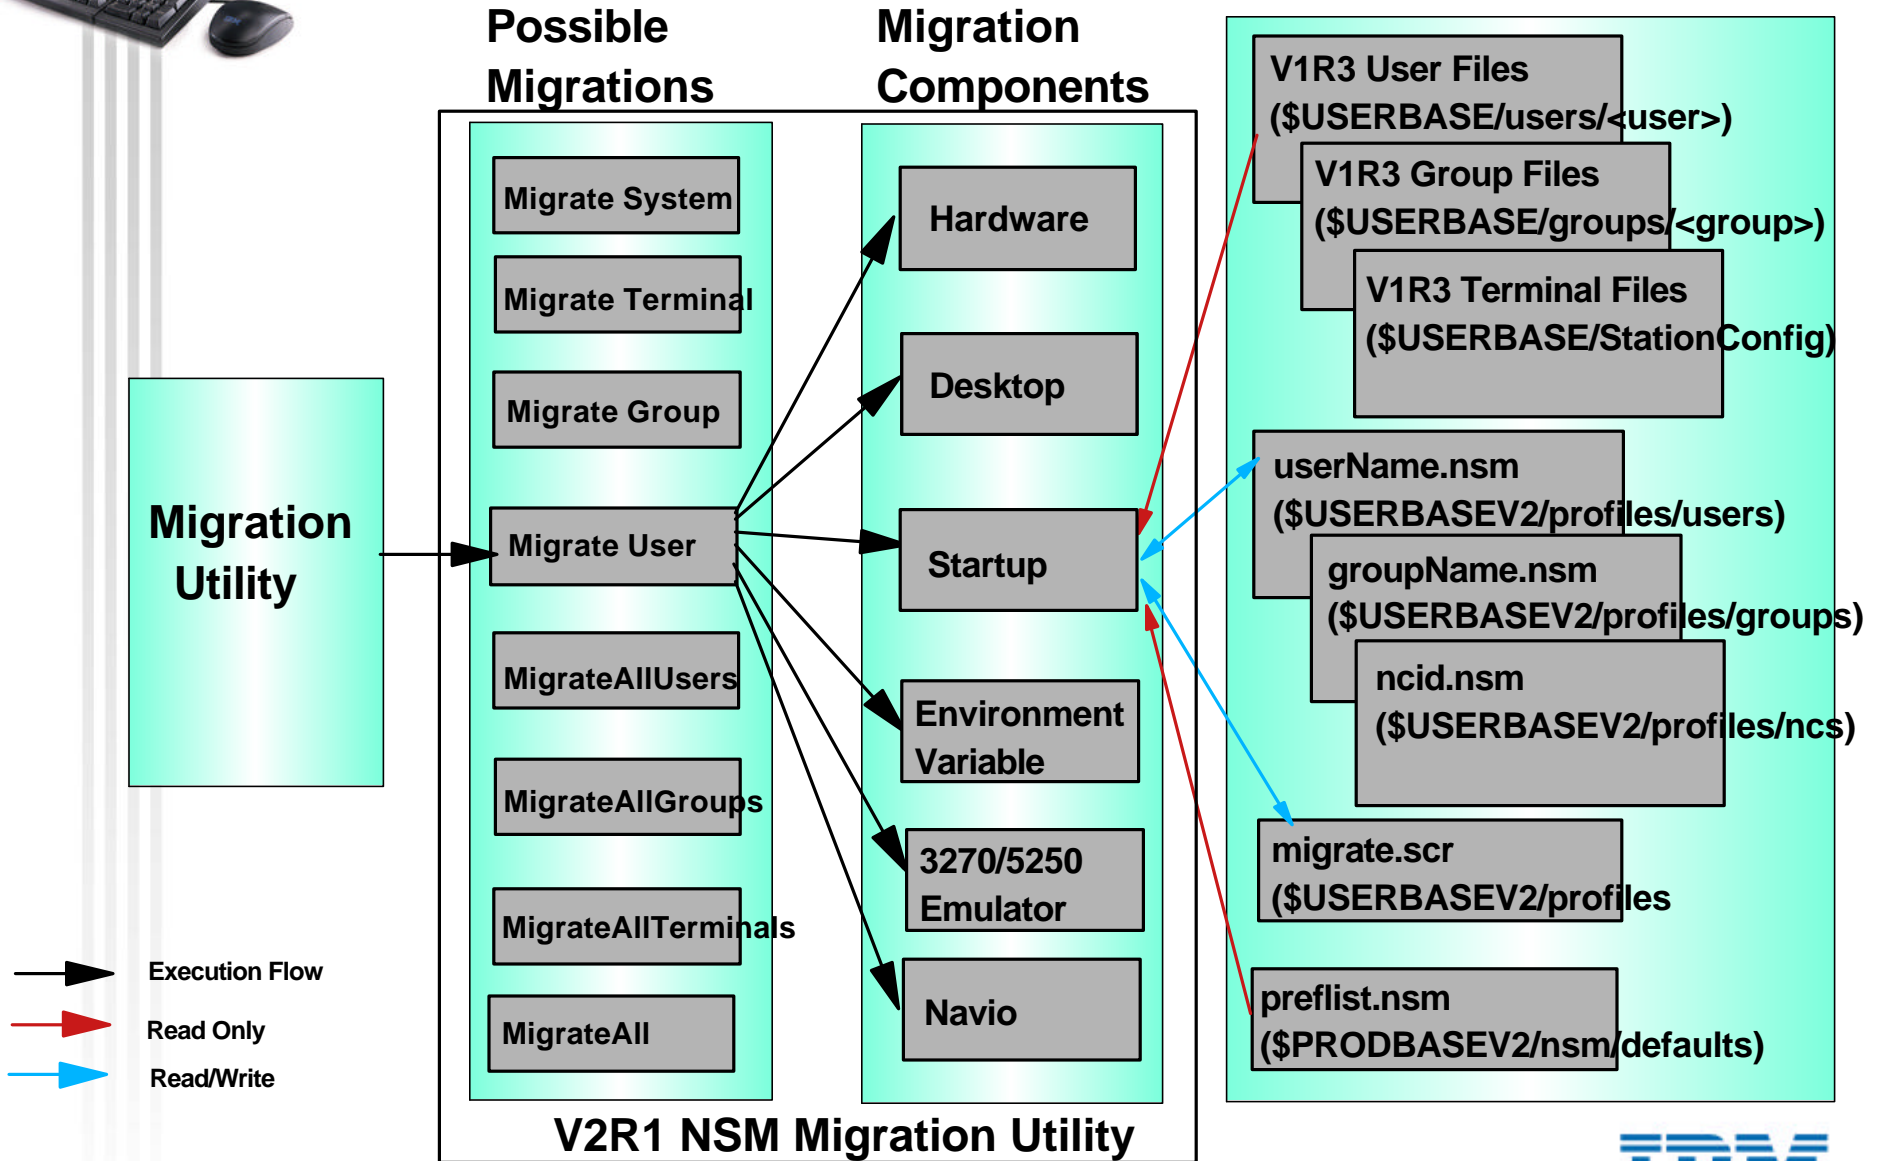 Possible
Migrations
Migration
Components
Migration
Utility
Migrate System
Migrate Terminal
Migrate Group
Migrate User
MigrateAllUsers
MigrateAllGroups
MigrateAllTerminals
MigrateAll
Hardware
Desktop
Startup
Environment
Variable
3270/5250
Emulator
Navio
V1R3 User Files
($USERBASE/users/<user>)
V1R3 Group Files
($USERBASE/groups/<group>)
V1R3 Terminal Files
($USERBASE/StationConfig)
userName.nsm
($USERBASEV2/profiles/users)
groupName.nsm
($USERBASEV2/profiles/groups)
ncid.nsm
($USERBASEV2/profiles/ncs)
migrate.scr
($USERBASEV2/profiles
preflist.nsm
($PRODBASEV2/nsm/defaults)
Execution Flow
Read Only
Read/Write
V2R1 NSM Migration Utility
IBM